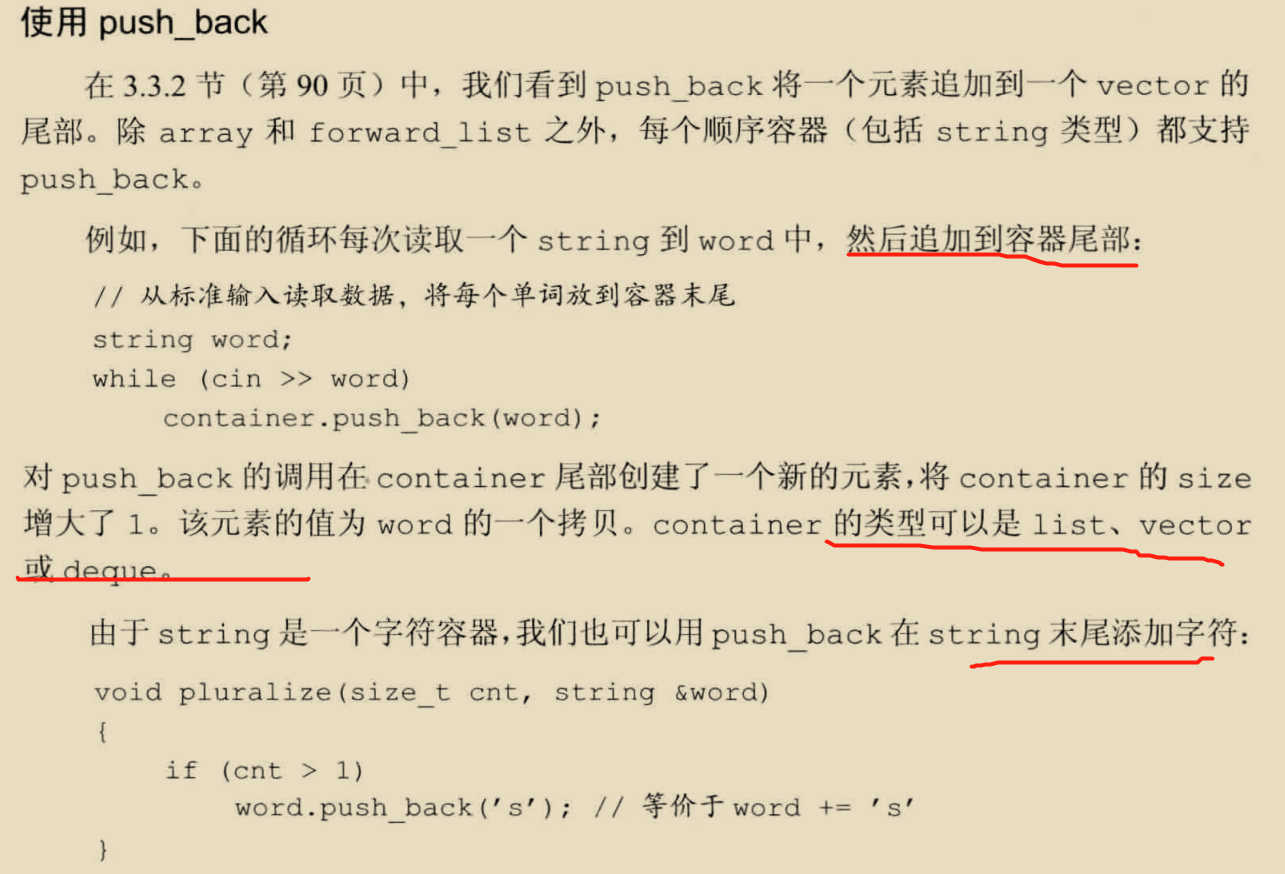 使用 push_back
在 3.3.2 节（第 90 页）中，我们看到 push_back 将一个元素追加到一个 vector 的
尾部。除 array 和 forward_list 之外，每个顺序容器（包括 string 类型）都支持
push_back。
例如，下面的循环每次读取一个 string 到 word 中，然后追加到容器尾部：
// 从标准输入读取数据，将每个单词放到容器末尾
string word;
while (cin >> word)
    container.push_back(word);
对 push_back 的调用在 container 尾部创建了一个新的元素，将 container 的 size
增大了 1。该元素的值为 word 的一个拷贝。container 的类型可以是 list、vector
或 deque。
由于 string 是一个字符容器，我们也可以用 push_back 在 string 末尾添加字符：
void pluralize(size_t cnt, string &word)
{
    if (cnt > 1)
        word.push_back('s'); // 等价于 word += 's'
}